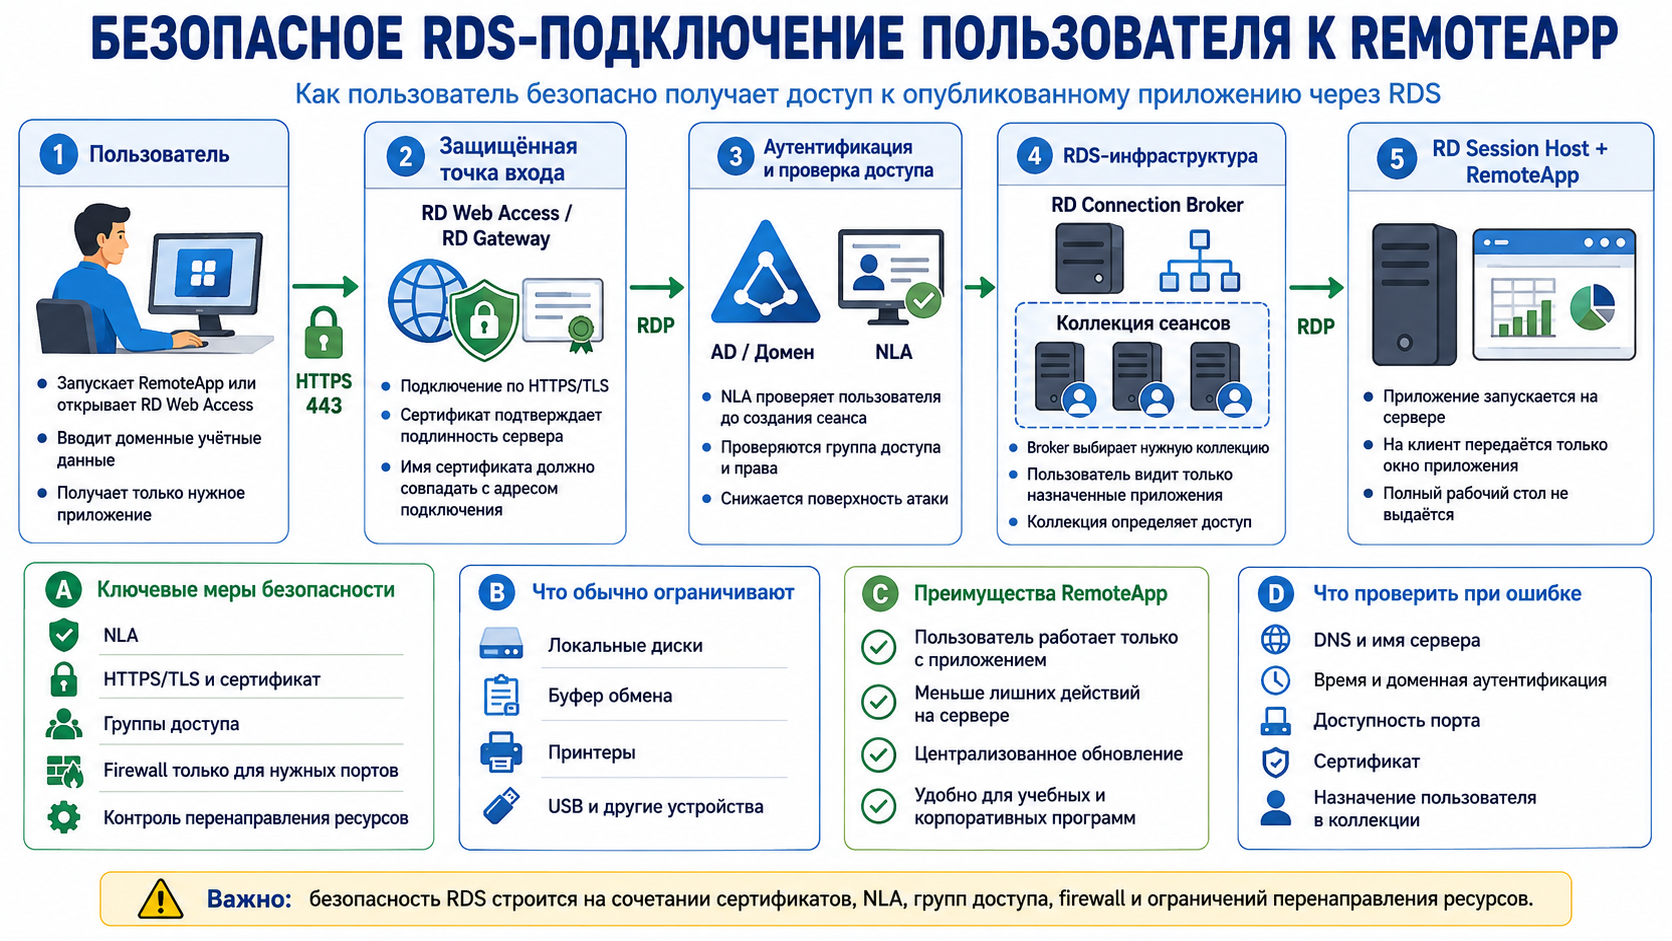 БЕЗОПАСНОЕ RDS-ПОДКЛЮЧЕНИЕ ПОЛЬЗОВАТЕЛЯ К REMOTEAPP
Как пользователь безопасно получает доступ к опубликованному приложению через RDS
1 Пользователь
Запускает RemoteApp или
открывает RD Web Access
Вводит доменные учётные
данные
Получает только нужное
приложение
HTTPS
443
2 Защищённая
точка входа
RD Web Access /
RD Gateway
Подключение по HTTPS/TLS
Сертификат подтверждает
подлинность сервера
Имя сертификата должно
совпадать с адресом
подключения
RDP
3 Аутентификация
и проверка доступа
AD / Домен
NLA
NLA проверяет пользователя
до создания сеанса
Проверяются группа доступа
и права
Снижается поверхность атаки
4 RDS-инфраструктура
RD Connection Broker
Коллекция сеансов
Broker выбирает нужную коллекцию
Пользователь видит только
назначенные приложения
Коллекция определяет доступ
RDP
5 RD Session Host +
RemoteApp
Приложение запускается на
сервере
На клиент передаётся только
окно приложения
Полный рабочий стол не
выдаётся
A Ключевые меры безопасности
NLA
HTTPS/TLS и сертификат
Группы доступа
Firewall только для нужных портов
Контроль перенаправления ресурсов
B Что обычно ограничивают
Локальные диски
Буфер обмена
Принтеры
USB и другие устройства
C Преимущества RemoteApp
Пользователь работает только
с приложением
Меньше лишних действий
на сервере
Централизованное обновление
Удобно для учебных и
корпоративных программ
D Что проверить при ошибке
DNS и имя сервера
Время и доменная аутентификация
Доступность порта
Сертификат
Назначение пользователя
в коллекции
Важно: безопасность RDS строится на сочетании сертификатов, NLA, групп доступа, firewall и ограничений перенаправления ресурсов.